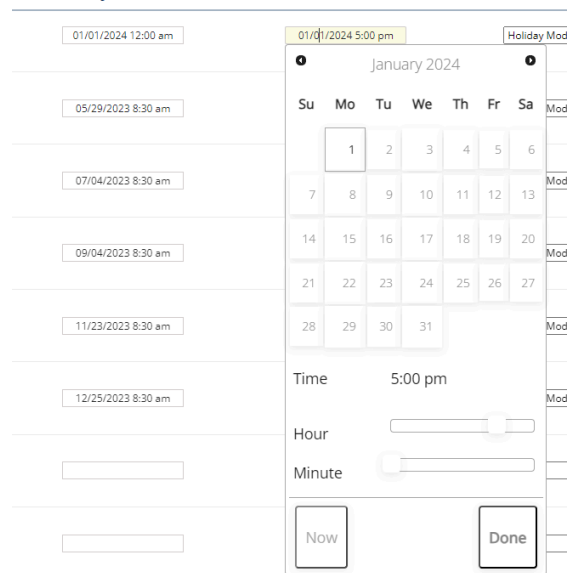 01/01/2024 12:00 am 01/01/2024 5:00 pm Holiday Mod
January 2024
Su Mo Tu We Th Fr Sa
05/29/2023 8:30 am Mod
1 2 3 4 5 6
07/04/2023 8:30 am Mod
7 8 9 10 11 12 13
14 15 16 17 18 19 20
09/04/2023 8:30 am Mod
21 22 23 24 25 26 27
28 29 30 31
11/23/2023 8:30 am Mod
Time 5:00 pm
12/25/2023 8:30 am Mod
Hour
Minute
Now Done